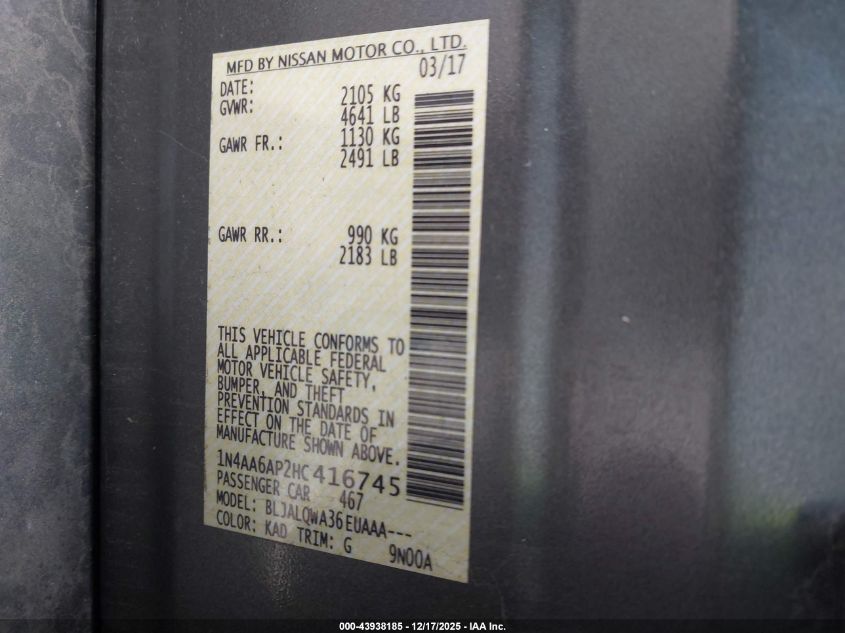 MFD BY NISSAN MOTOR CO., LTD.
DATE: 03/17
GVWR: 2105 KG
4641 LB
GAWR FR.: 1130 KG
2491 LB
GAWR RR.: 990 KG
2183 LB
THIS VEHICLE CONFORMS TO
ALL APPLICABLE FEDERAL
MOTOR VEHICLE SAFETY,
BUMPER, AND THEFT
PREVENTION STANDARDS IN
EFFECT ON THE DATE OF
MANUFACTURE SHOWN ABOVE.
1N4AA6AP2HC416745
PASSENGER CAR 467
MODEL: BLJALQWA36EUAAA---
COLOR: KAD TRIM: G 9N00A
000-43938185 - 12/17/2025 - IAA Inc.